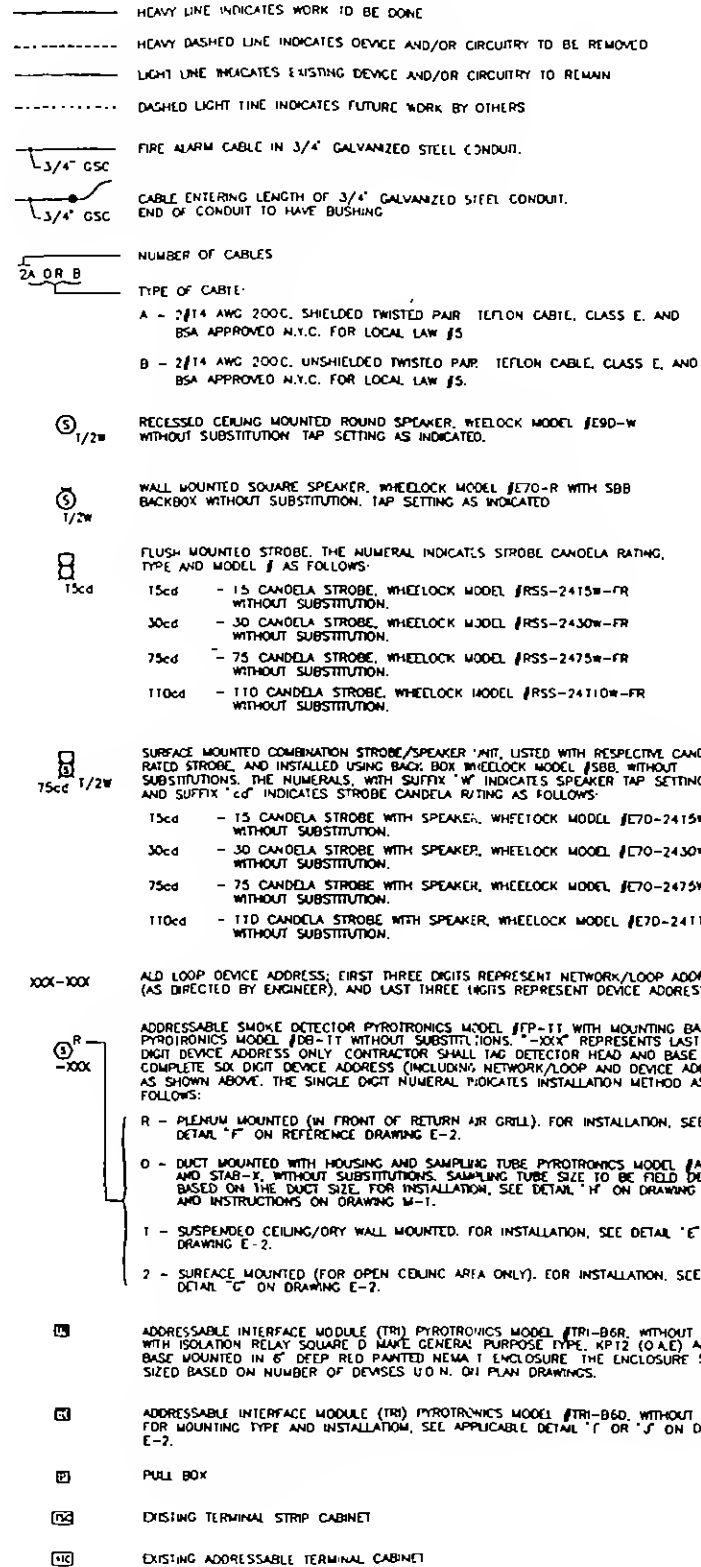 HEAVY LINE INDICATES WORK TO BE DONE
HEAVY DASHED LINE INDICATES DEVICE AND/OR CIRCUITRY TO BE REMOVED
LIGHT LINE INDICATES EXISTING DEVICE AND/OR CIRCUITRY TO REMAIN
DASHED LIGHT LINE INDICATES FUTURE WORK BY OTHERS
3/4" GSC
FIRE ALARM CABLE IN 3/4" GALVANIZED STEEL CONDUIT.
3/4" GSC
CABLE ENTERING LENGTH OF 3/4" GALVANIZED STEEL CONDUIT.
END OF CONDUIT TO HAVE BUSHING
NUMBER OF CABLES
2A OR B
TYPE OF CABLE:
A - 2#14 AWG 200C. SHIELDED TWISTED PAIR TEFLON CABLE, CLASS E, AND
BSA APPROVED N.Y.C. FOR LOCAL LAW #5
B - 2#14 AWG 200C. UNSHIELDED TWISTED PAIR TEFLON CABLE, CLASS E, AND
BSA APPROVED N.Y.C. FOR LOCAL LAW #5.
S 1/2W
RECESSED CEILING MOUNTED ROUND SPEAKER, WEELOCK MODEL #E90-W
WITHOUT SUBSTITUTION TAP SETTING AS INDICATED.
S 1/2W
WALL MOUNTED SQUARE SPEAKER, WHEELOCK MODEL #E70-R WITH SBB
BACKBOX WITHOUT SUBSTITUTION. TAP SETTING AS INDICATED
15cd
FLUSH MOUNTED STROBE. THE NUMERAL INDICATES STROBE CANDELA RATING,
TYPE AND MODEL # AS FOLLOWS:
15cd - 15 CANDELA STROBE, WHEELOCK MODEL #RSS-2415W-FR
WITHOUT SUBSTITUTION.
30cd - 30 CANDELA STROBE, WHEELOCK MODEL #RSS-2430W-FR
WITHOUT SUBSTITUTION.
75cd - 75 CANDELA STROBE, WHEELOCK MODEL #RSS-2475W-FR
WITHOUT SUBSTITUTION.
110cd - 110 CANDELA STROBE, WHEELOCK MODEL #RSS-24110W-FR
WITHOUT SUBSTITUTION.
S 75cd 1/2W
SURFACE MOUNTED COMBINATION STROBE/SPEAKER UNIT, LISTED WITH RESPECTIVE CAND
RATED STROBE, AND INSTALLED USING BACK BOX WHEELOCK MODEL #SBB, WITHOUT
SUBSTITUTIONS. THE NUMERALS, WITH SUFFIX "W" INDICATES SPEAKER TAP SETTING
AND SUFFIX "cd" INDICATES STROBE CANDELA RATING AS FOLLOWS:
15cd - 15 CANDELA STROBE WITH SPEAKER, WHEELOCK MODEL #E70-2415W
WITHOUT SUBSTITUTION.
30cd - 30 CANDELA STROBE WITH SPEAKER, WHEELOCK MODEL #E70-2430W
WITHOUT SUBSTITUTION.
75cd - 75 CANDELA STROBE WITH SPEAKER, WHEELOCK MODEL #E70-2475W
WITHOUT SUBSTITUTION.
110cd - 110 CANDELA STROBE WITH SPEAKER, WHEELOCK MODEL #E70-2411
WITHOUT SUBSTITUTION.
XXX-XXX
ALD LOOP DEVICE ADDRESS; FIRST THREE DIGITS REPRESENT NETWORK/LOOP ADDR
(AS DIRECTED BY ENGINEER), AND LAST THREE DIGITS REPRESENT DEVICE ADDRES
S R -XXX
ADDRESSABLE SMOKE DETECTOR PYROTRONICS MODEL #FP-11 WITH MOUNTING BA
PYROTRONICS MODEL #DB-11 WITHOUT SUBSTITUTIONS. "-XXX" REPRESENTS LAST
DIGIT DEVICE ADDRESS ONLY CONTRACTOR SHALL TAG DETECTOR HEAD AND BASE
COMPLETE SIX DIGIT DEVICE ADDRESS (INCLUDING NETWORK/LOOP AND DEVICE ADD
AS SHOWN ABOVE. THE SINGLE DIGIT NUMERAL INDICATES INSTALLATION METHOD AS
FOLLOWS:
R - PLENUM MOUNTED (IN FRONT OF RETURN AIR GRILL). FOR INSTALLATION, SEE
DETAIL "F" ON REFERENCE DRAWING E-2.
D - DUCT MOUNTED WITH HOUSING AND SAMPLING TUBE PYROTRONICS MODEL #A
AND STAB-X, WITHOUT SUBSTITUTIONS. SAMPLING TUBE SIZE TO BE FIELD DE
BASED ON THE DUCT SIZE. FOR INSTALLATION, SEE DETAIL "H" ON DRAWING
AND INSTRUCTIONS ON DRAWING M-1.
1 - SUSPENDED CEILING/DRY WALL MOUNTED. FOR INSTALLATION, SEE DETAIL "E"
DRAWING E-2.
2 - SURFACE MOUNTED (FOR OPEN CEILING AREA ONLY). FOR INSTALLATION, SEE
DETAIL "G" ON DRAWING E-2.
ADDRESSABLE INTERFACE MODULE (TRI) PYROTRONICS MODEL #TRI-B6R, WITHOUT
WITH ISOLATION RELAY SQUARE D MAKE GENERAL PURPOSE TYPE, KP12 (O.A.E) A
BASE MOUNTED IN 6" DEEP RED PAINTED NEMA 1 ENCLOSURE THE ENCLOSURE S
SIZED BASED ON NUMBER OF DEVISES U.O.N. ON PLAN DRAWINGS.
ADDRESSABLE INTERFACE MODULE (TRI) PYROTRONICS MODEL #TRI-B6D, WITHOUT
FOR MOUNTING TYPE AND INSTALLATION, SEE APPLICABLE DETAIL "I" OR "J" ON D
E-2.
P
PULL BOX
TSC
EXISTING TERMINAL STRIP CABINET
EXISTING ADDRESSABLE TERMINAL CABINET